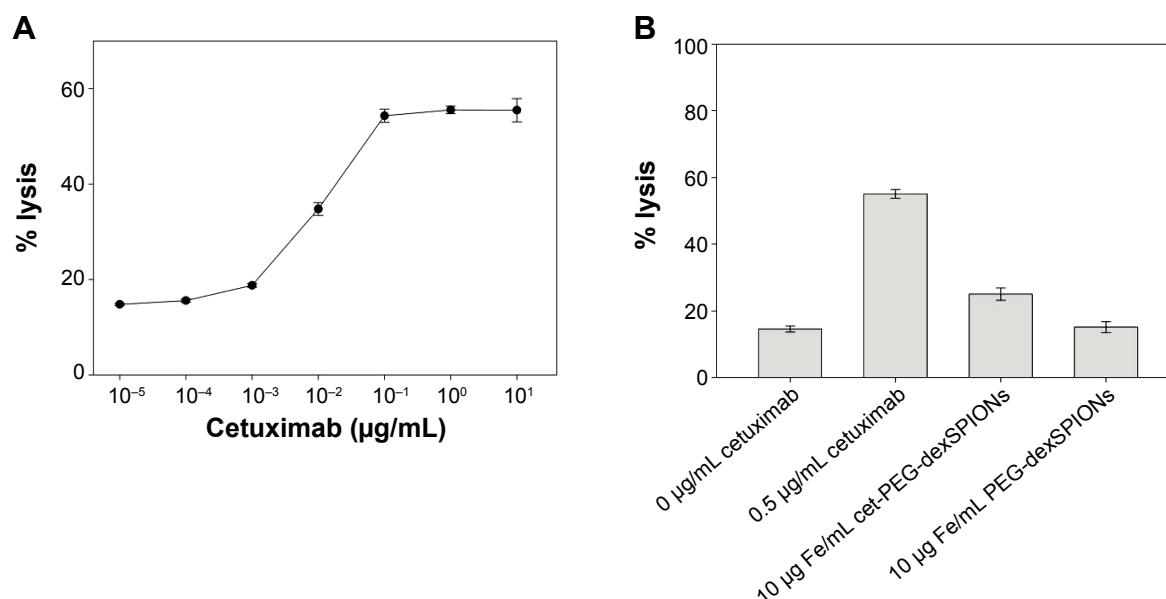 A
60
40
20
0
% lysis
10⁻⁵ 10⁻⁴ 10⁻³ 10⁻² 10⁻¹ 10⁰ 10¹
Cetuximab (µg/mL)
B
100
80
60
40
20
0
% lysis
0 µg/mL cetuximab
0.5 µg/mL cetuximab
10 µg Fe/mL cet-PEG-dexSPIONs
10 µg Fe/mL PEG-dexSPIONs